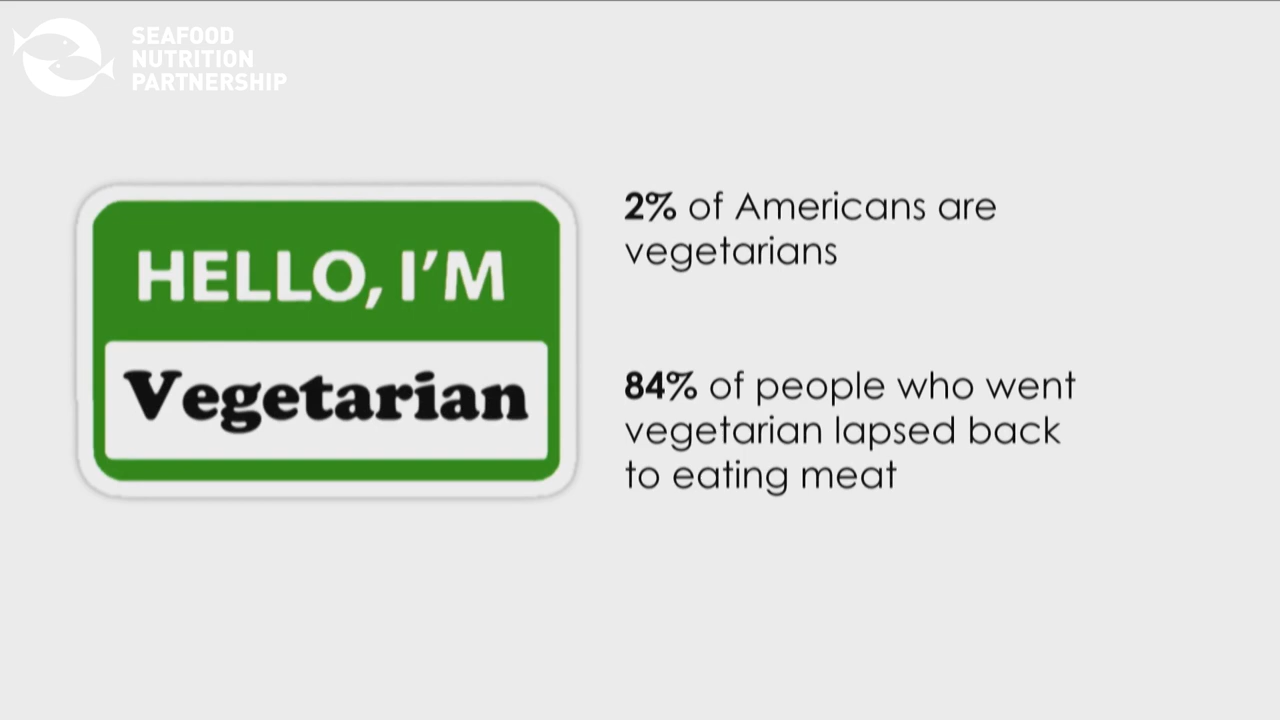 SEAFOOD
NUTRITION
PARTNERSHIP
HELLO, I'M
Vegetarian
2% of Americans are
vegetarians
84% of people who went
vegetarian lapsed back
to eating meat